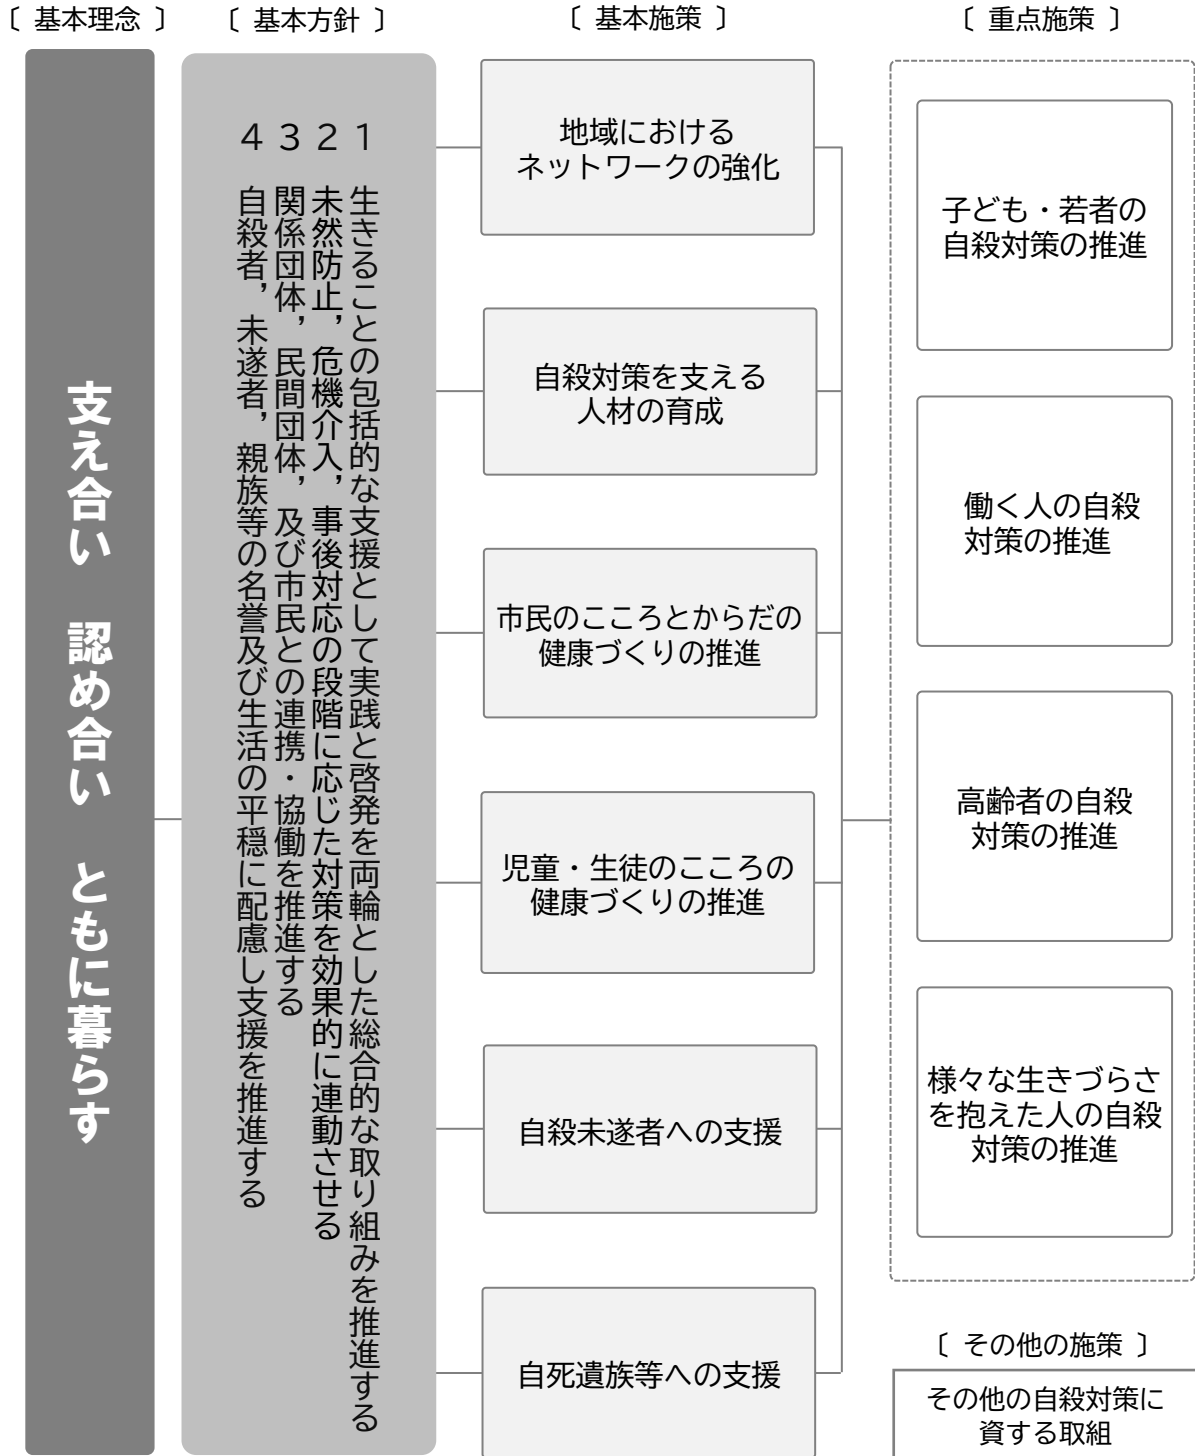 〔 基本理念 〕
〔 基本方針 〕
〔 基本施策 〕
〔 重点施策 〕
支え合い 認め合い ともに暮らす
1 生きることの包括的な支援として実践と啓発を両輪とした総合的な取り組みを推進する
2 未然防止，危機介入，事後対応の段階に応じた対策を効果的に連動させる
3 関係団体，民間団体，及び市民との連携・協働を推進する
4 自殺者，未遂者，親族等の名誉及び生活の平穏に配慮し支援を推進する
地域における
ネットワークの強化
自殺対策を支える
人材の育成
市民のこころとからだの
健康づくりの推進
児童・生徒のこころの
健康づくりの推進
自殺未遂者への支援
自死遺族等への支援
子ども・若者の
自殺対策の推進
働く人の自殺
対策の推進
高齢者の自殺
対策の推進
様々な生きづらさ
を抱えた人の自殺
対策の推進
〔 その他の施策 〕
その他の自殺対策に
資する取組